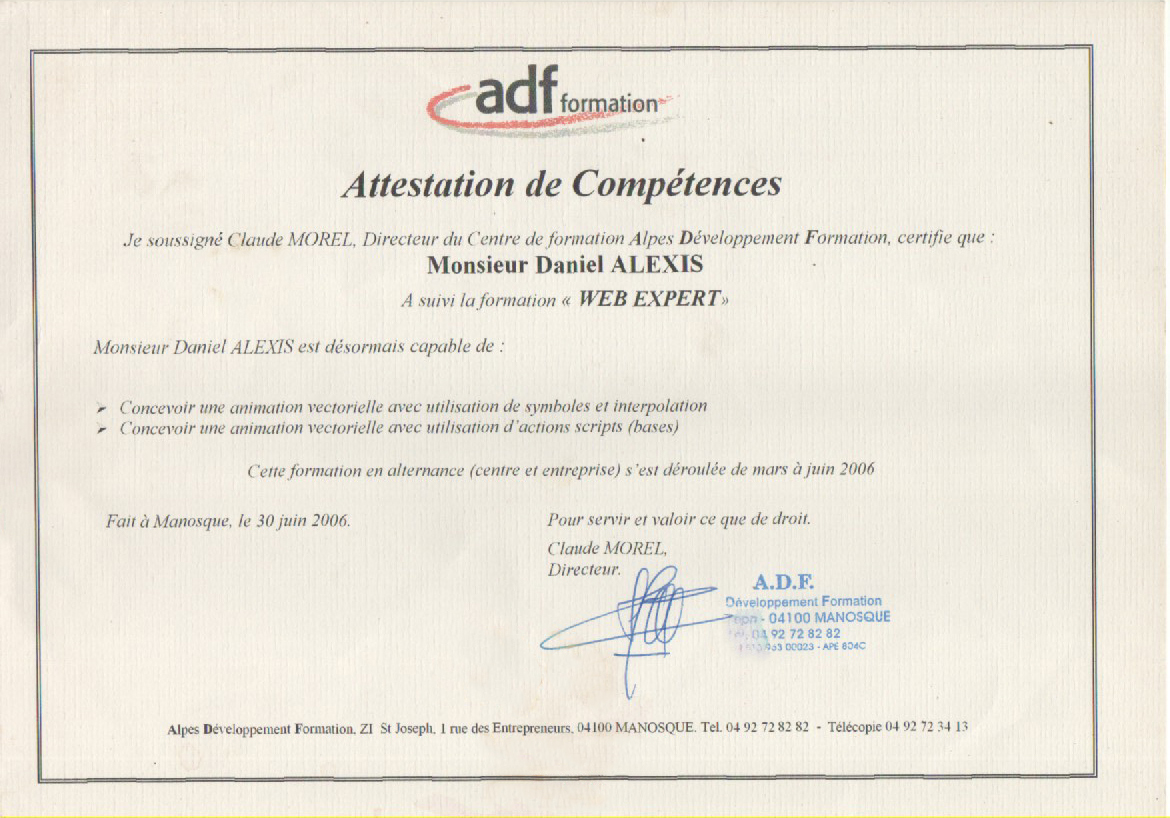 adf formation
Attestation de Compétences
Je soussigné Claude MOREL, Directeur du Centre de formation Alpes Développement Formation, certifie que :
Monsieur Daniel ALEXIS
A suivi la formation « WEB EXPERT»
Monsieur Daniel ALEXIS est désormais capable de :
➢ Concevoir une animation vectorielle avec utilisation de symboles et interpolation
➢ Concevoir une animation vectorielle avec utilisation d'actions scripts (bases)
Cette formation en alternance (centre et entreprise) s'est déroulée de mars à juin 2006
Fait à Manosque, le 30 juin 2006.
Pour servir et valoir ce que de droit.
Claude MOREL,
Directeur.
A.D.F.
Développement Formation
- 04100 MANOSQUE
04 92 72 82 82
00023 - APE 804C
Alpes Développement Formation, ZI St Joseph, 1 rue des Entrepreneurs, 04100 MANOSQUE. Tel. 04 92 72 82 82 - Télécopie 04 92 72 34 13